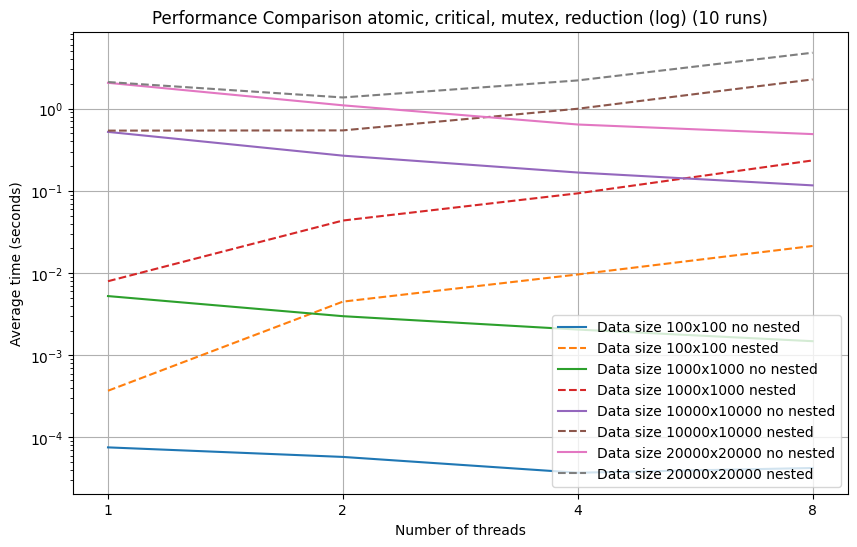 Performance Comparison atomic, critical, mutex, reduction (log) (10 runs)
Average time (seconds)
10⁰
10⁻¹
10⁻²
10⁻³
10⁻⁴
Data size 100x100 no nested
Data size 100x100 nested
Data size 1000x1000 no nested
Data size 1000x1000 nested
Data size 10000x10000 no nested
Data size 10000x10000 nested
Data size 20000x20000 no nested
Data size 20000x20000 nested
1 2 4 8
Number of threads